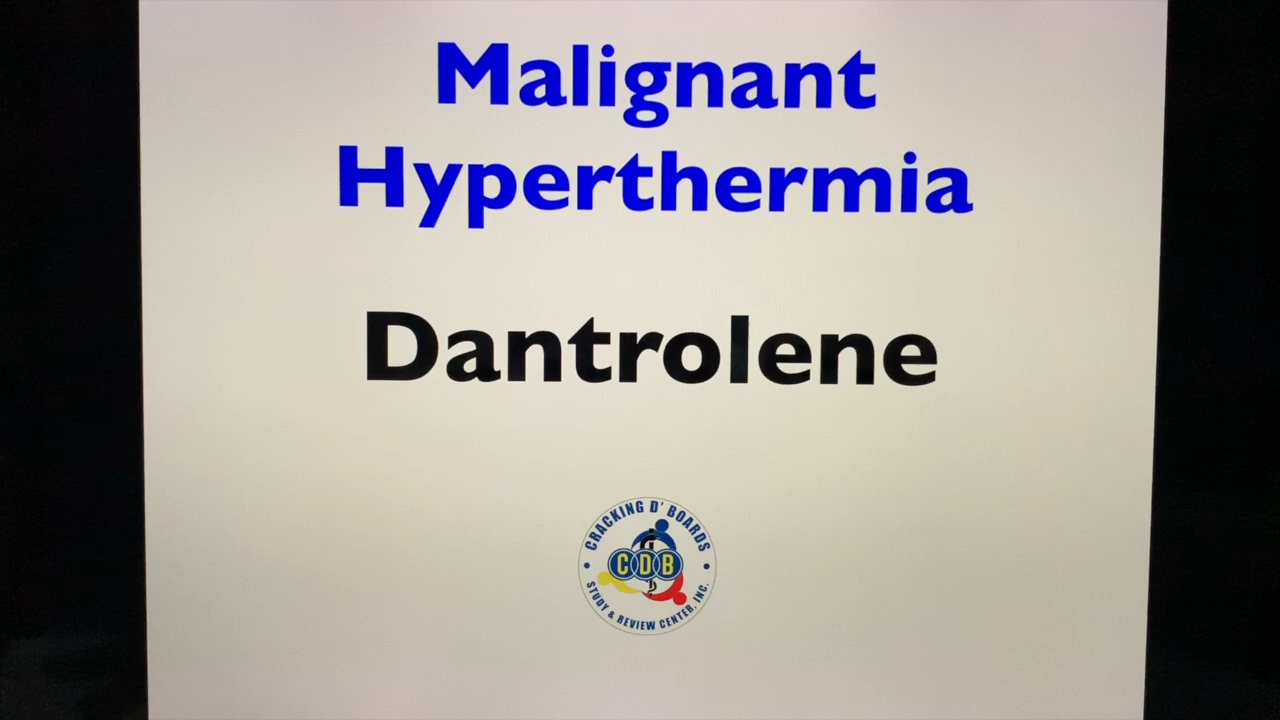 Malignant
Hyperthermia
Dantrolene
CRACKING D' BOARDS
CDB
STUDY & REVIEW CENTER, INC.